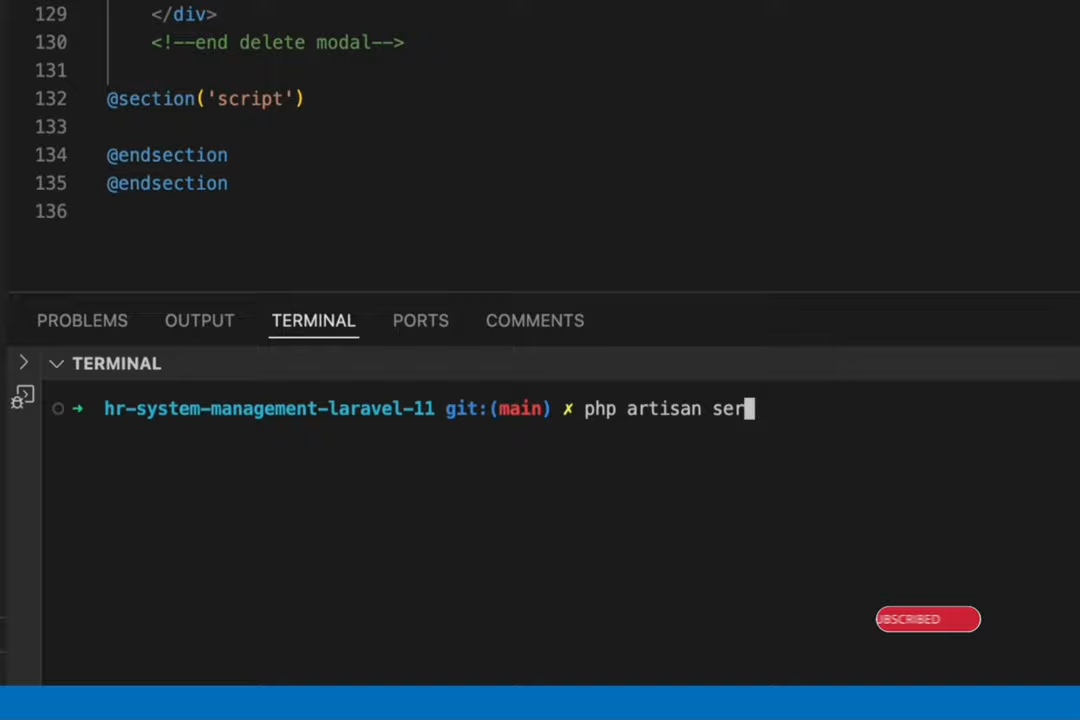 129 </div>
130 <!--end delete modal-->
131
132 @section('script')
133
134 @endsection
135 @endsection
136
PROBLEMS OUTPUT TERMINAL PORTS COMMENTS
TERMINAL
➜ hr-system-management-laravel-11 git:(main) ✗ php artisan ser
UBSCRIBED